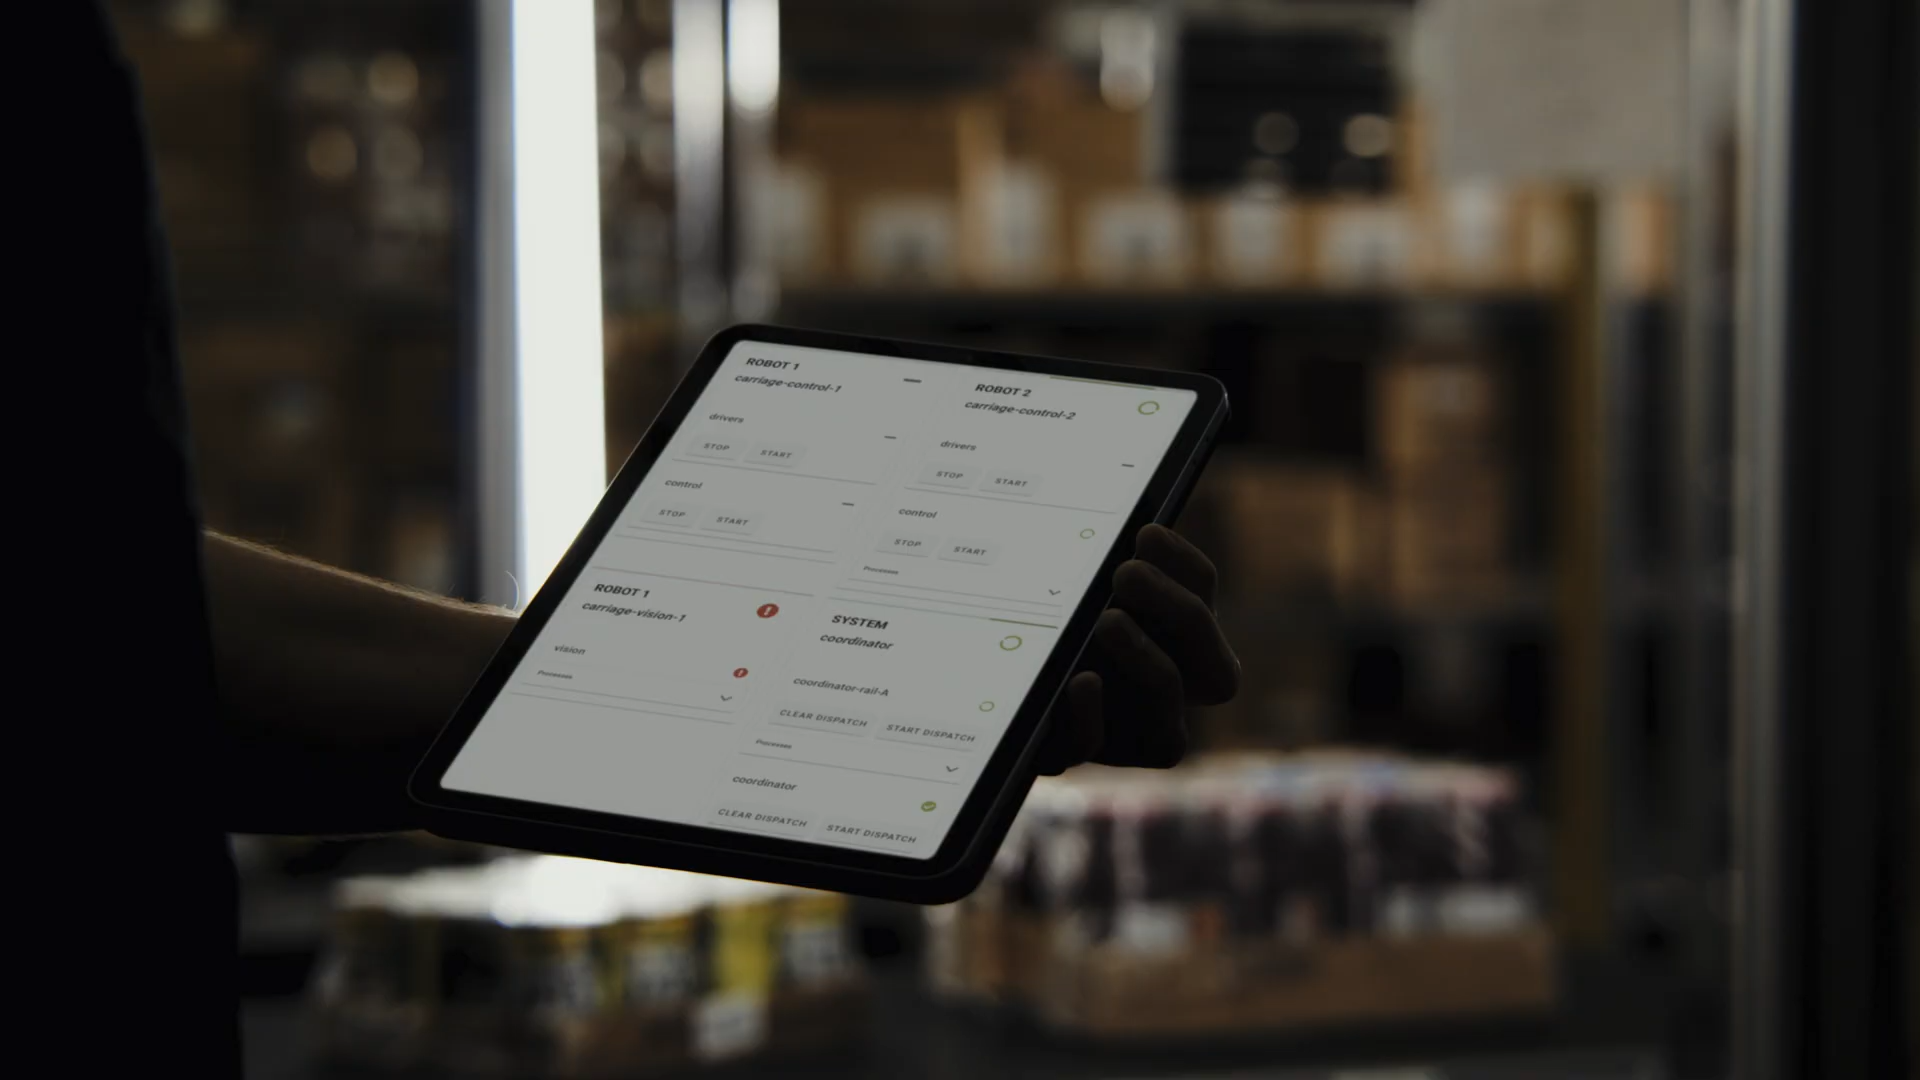 ROBOT 1
carriage-control-1
drivers
STOP START
control
STOP START
ROBOT 1
carriage-vision-1
vision
Processes
ROBOT 2
carriage-control-2
drivers
STOP START
control
STOP START
Processes
SYSTEM
coordinator
coordinator-rail-A
CLEAR DISPATCH START DISPATCH
Processes
coordinator
CLEAR DISPATCH START DISPATCH